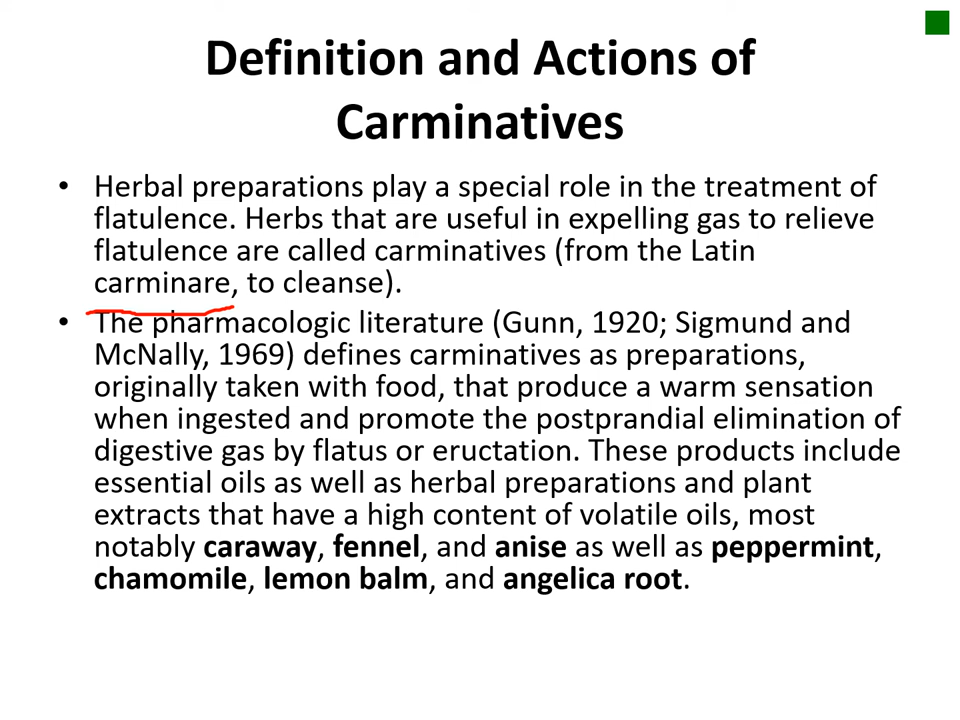 Definition and Actions of
Carminatives
• Herbal preparations play a special role in the treatment of
flatulence. Herbs that are useful in expelling gas to relieve
flatulence are called carminatives (from the Latin
carminare, to cleanse).
• The pharmacologic literature (Gunn, 1920; Sigmund and
McNally, 1969) defines carminatives as preparations,
originally taken with food, that produce a warm sensation
when ingested and promote the postprandial elimination of
digestive gas by flatus or eructation. These products include
essential oils as well as herbal preparations and plant
extracts that have a high content of volatile oils, most
notably caraway, fennel, and anise as well as peppermint,
chamomile, lemon balm, and angelica root.